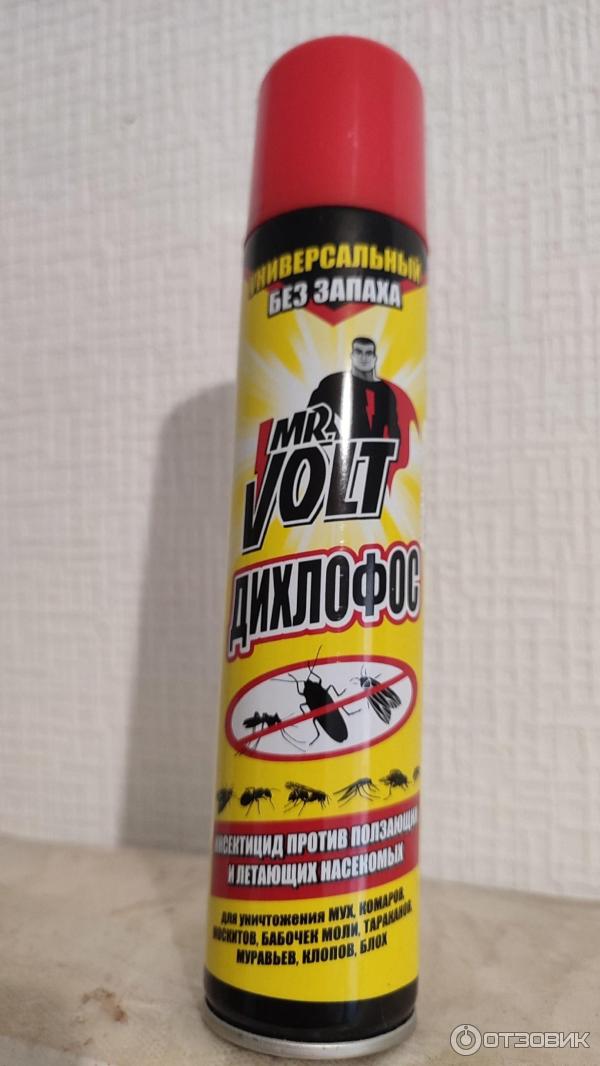 УНИВЕРСАЛЬНЫЙ
БЕЗ ЗАПАХА
MR.
VOLT
ДИХЛОФОС
ИНСЕКТИЦИД ПРОТИВ ПОЛЗАЮЩИХ
И ЛЕТАЮЩИХ НАСЕКОМЫХ
для уничтожения МУХ, КОМАРОВ,
МОСКИТОВ, БАБОЧЕК МОЛИ, ТАРАКАНОВ,
МУРАВЬЕВ, КЛОПОВ, БЛОХ
ОТЗОВИК